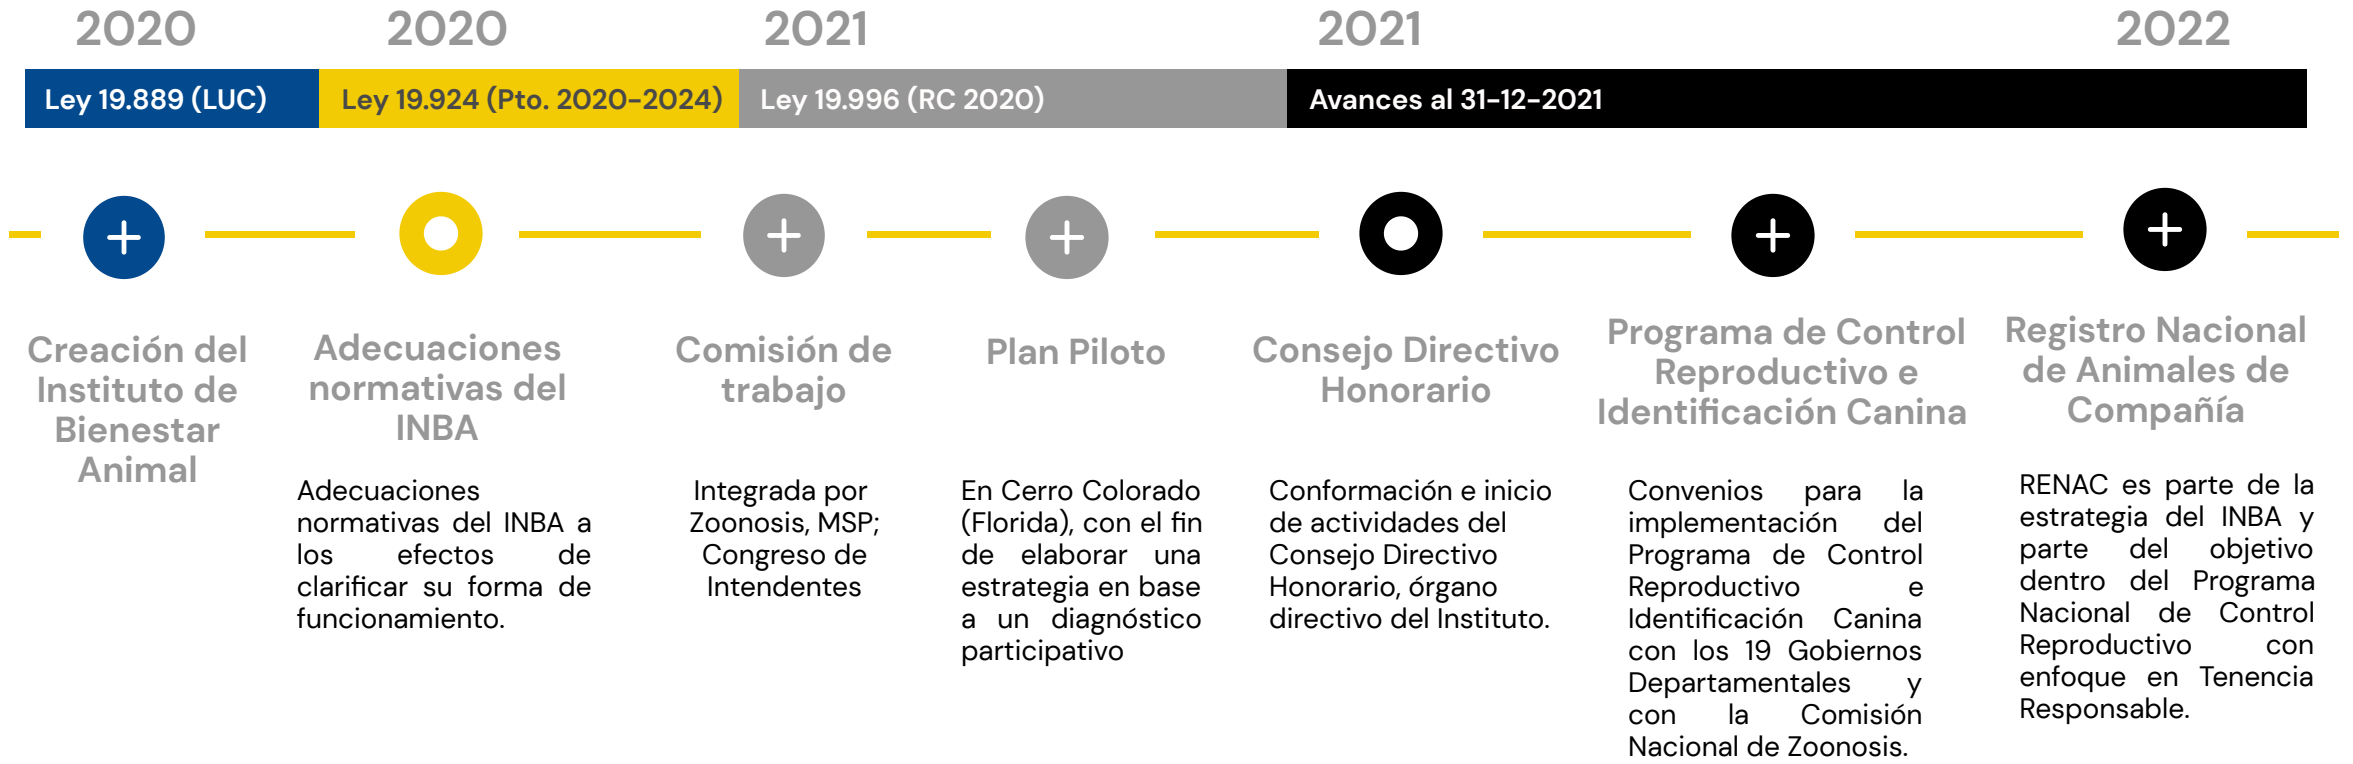 2020
2020
2021
2021
2022
Ley 19.889 (LUC)
Ley 19.924 (Pto. 2020-2024)
Ley 19.996 (RC 2020)
Avances al 31-12-2021
Creación del
Instituto de
Bienestar
Animal
Adecuaciones
normativas del
INBA
Adecuaciones
normativas del INBA a
los efectos de
clarificar su forma de
funcionamiento.
Comisión de
trabajo
Integrada por
Zoonosis, MSP;
Congreso de
Intendentes
Plan Piloto
En Cerro Colorado
(Florida), con el fin
de elaborar una
estrategia en base
a un diagnóstico
participativo
Consejo Directivo
Honorario
Conformación e inicio
de actividades del
Consejo Directivo
Honorario, órgano
directivo del Instituto.
Programa de Control
Reproductivo e
Identificación Canina
Convenios para la
implementación del
Programa de Control
Reproductivo e
Identificación Canina
con los 19 Gobiernos
Departamentales y
con la Comisión
Nacional de Zoonosis.
Registro Nacional
de Animales de
Compañía
RENAC es parte de la
estrategia del INBA y
parte del objetivo
dentro del Programa
Nacional de Control
Reproductivo con
enfoque en Tenencia
Responsable.